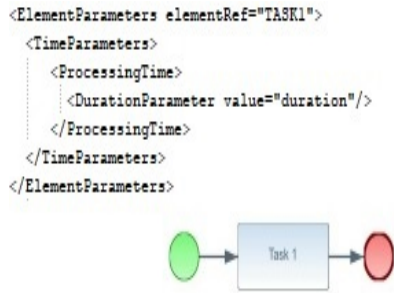 <ElementParameters elementRef="TASK1">
<TimeParameters>
<ProcessingTime>
<DurationParameter value="duration"/>
</ProcessingTime>
</TimeParameters>
</ElementParameters>
Task 1